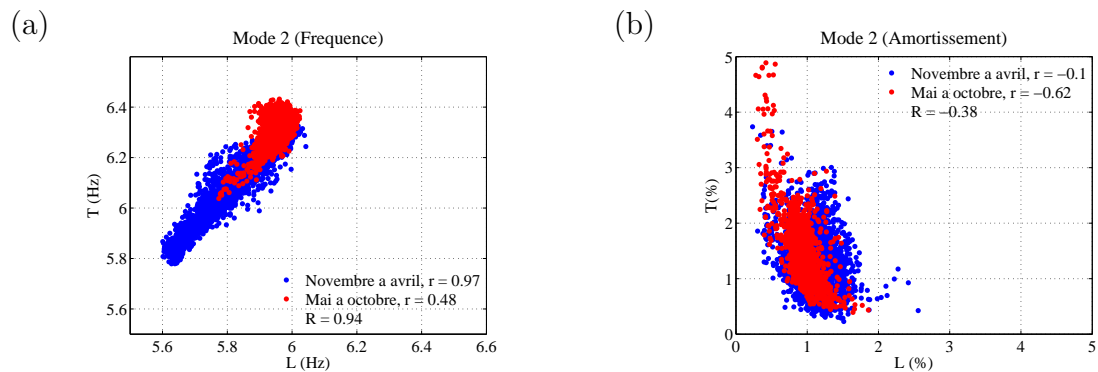 (a)
Mode 2 (Frequence)
T (Hz)
6.4
6.2
6
5.8
5.6
Novembre a avril, r = 0.97
Mai a octobre, r = 0.48
R = 0.94
5.6 5.8 6 6.2 6.4 6.6
L (Hz)
(b)
Mode 2 (Amortissement)
T(%)
5
4
3
2
1
0
Novembre a avril, r = −0.1
Mai a octobre, r = −0.62
R = −0.38
0 1 2 3 4 5
L (%)